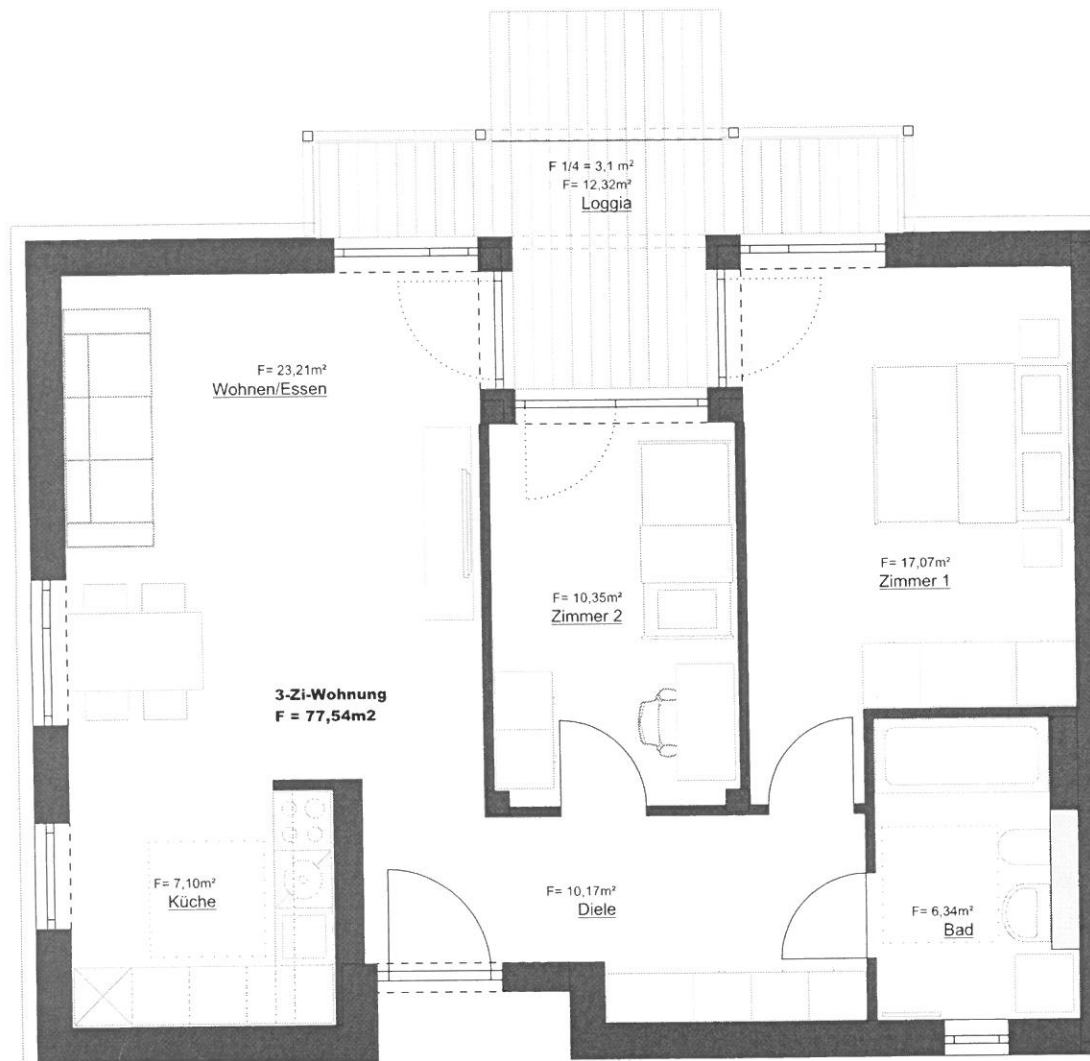 F 1/4 = 3,1 m²
F= 12,32m²
Loggia
F= 23,21m²
Wohnen/Essen
F= 17,07m²
Zimmer 1
F= 10,35m²
Zimmer 2
3-Zi-Wohnung
F = 77,54m2
F= 7,10m²
Küche
F= 10,17m²
Diele
F= 6,34m²
Bad